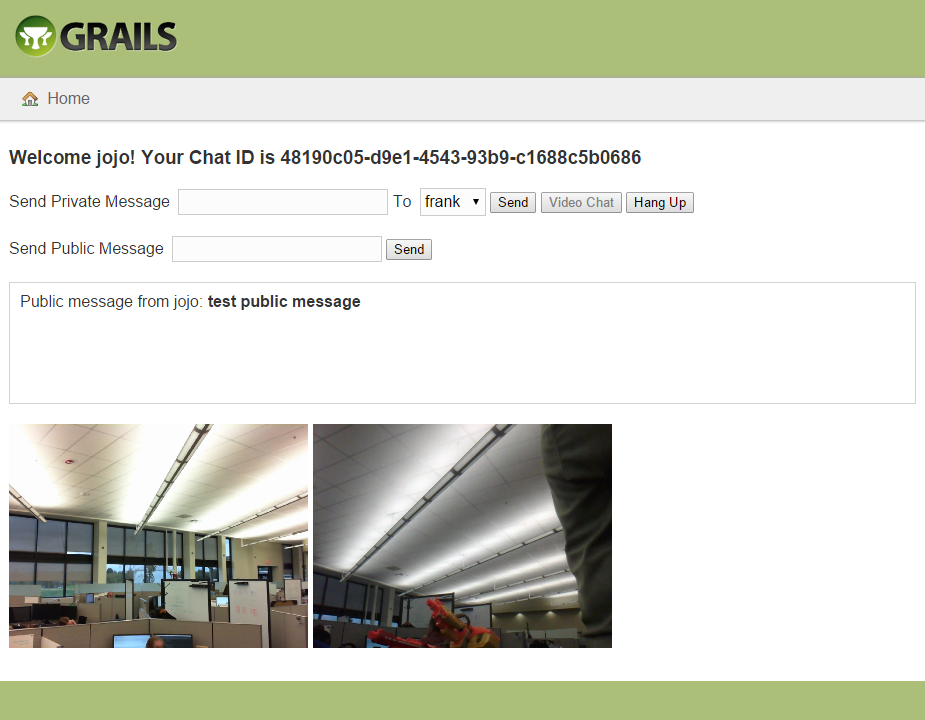 GRAILS
Home
Welcome jojo! Your Chat ID is 48190c05-d9e1-4543-93b9-c1688c5b0686
Send Private Message To frank Send Video Chat Hang Up
Send Public Message Send
Public message from jojo: test public message